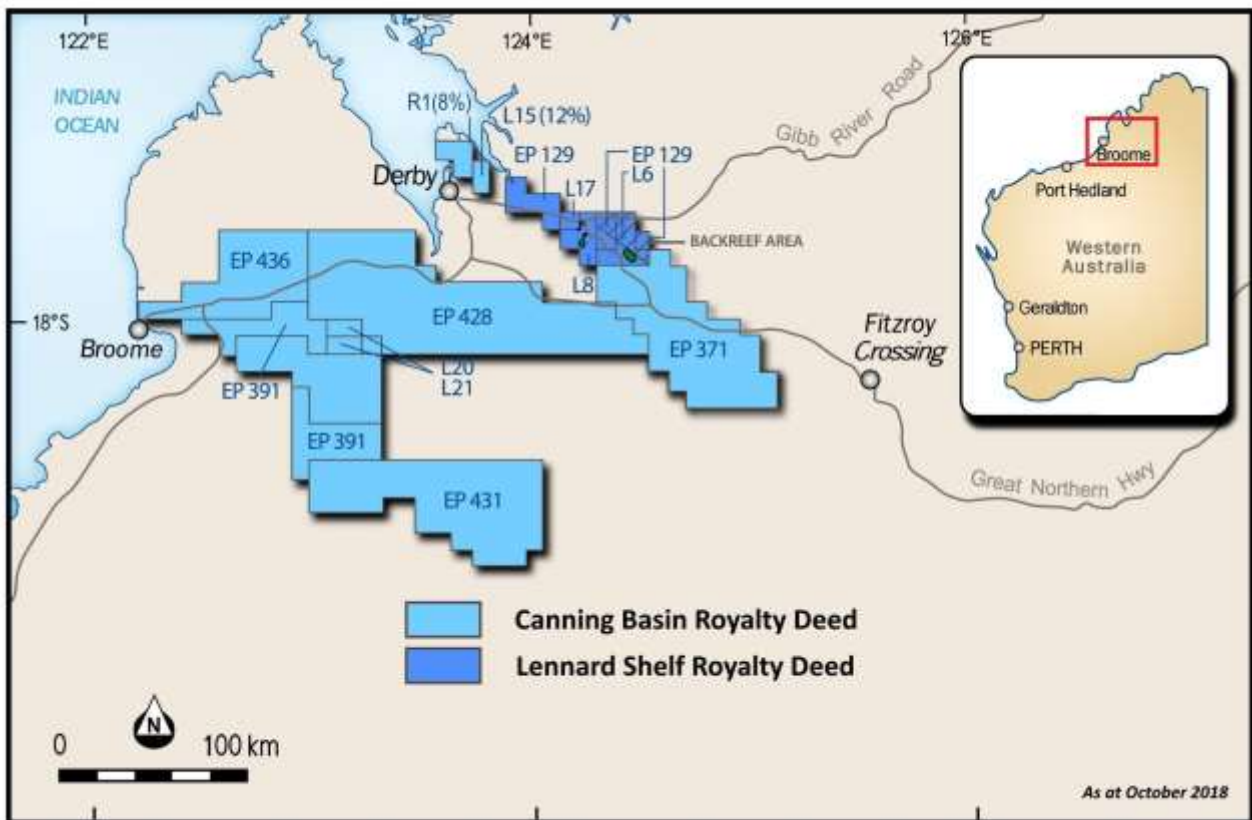 122°E
124°E
126°E
INDIAN
OCEAN
R1(8%)
L15 (12%)
EP 129
EP 129
L6
Gibb River Road
Derby
L17
BACKREEF AREA
EP 436
L8
18°S
EP 428
Broome
EP 371
Fitzroy
Crossing
L20
L21
EP 391
EP 391
EP 431
Great Northern Hwy
Broome
Port Hedland
Western
Australia
Geraldton
PERTH
Canning Basin Royalty Deed
Lennard Shelf Royalty Deed
N
0 100 km
As at October 2018